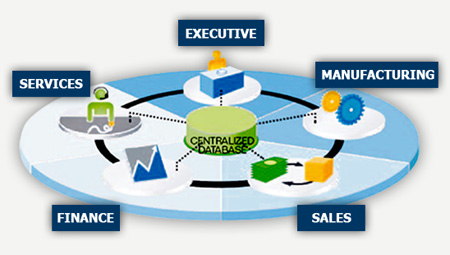 EXECUTIVE
SERVICES
MANUFACTURING
CENTRALIZED
DATABASE
FINANCE
SALES